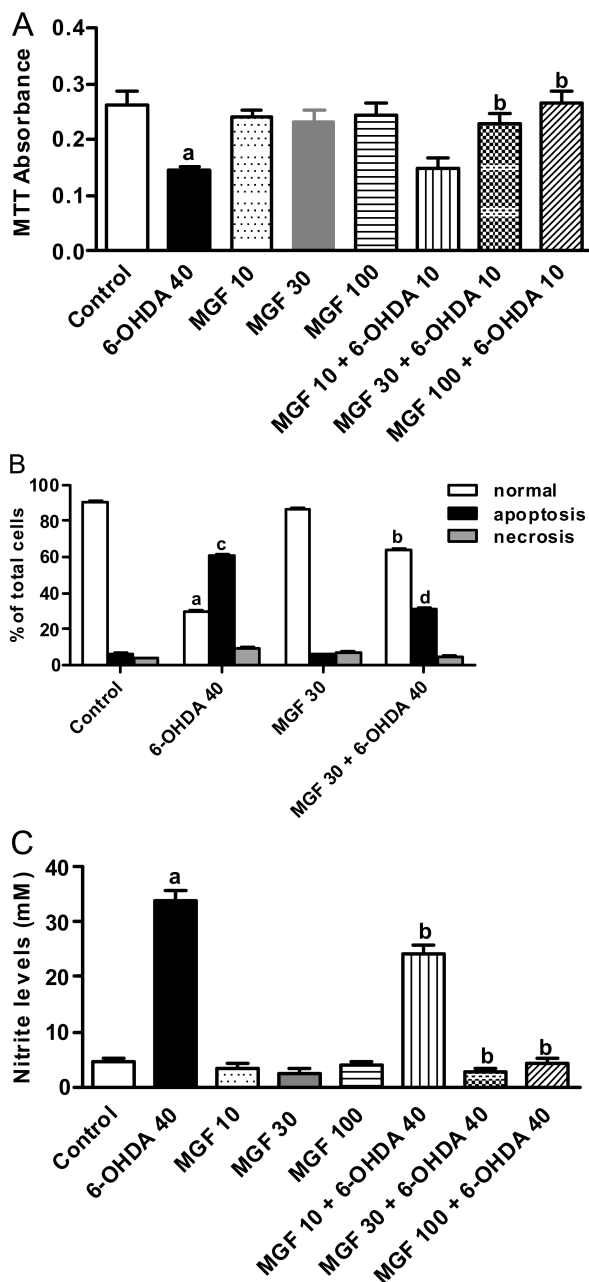 A
MTT Absorbance
0.4
0.3
0.2
0.1
0.0
a
b
b
Control
6-OHDA 40
MGF 10
MGF 30
MGF 100
MGF 10 + 6-OHDA 10
MGF 30 + 6-OHDA 10
MGF 100 + 6-OHDA 10
B
% of total cells
100
80
60
40
20
0
a
c
b
d
normal
apoptosis
necrosis
Control
6-OHDA 40
MGF 30
MGF 30 + 6-OHDA 40
C
Nitrite levels (mM)
40
30
20
10
0
a
b
b
b
Control
6-OHDA 40
MGF 10
MGF 30
MGF 100
MGF 10 + 6-OHDA 40
MGF 30 + 6-OHDA 40
MGF 100 + 6-OHDA 40